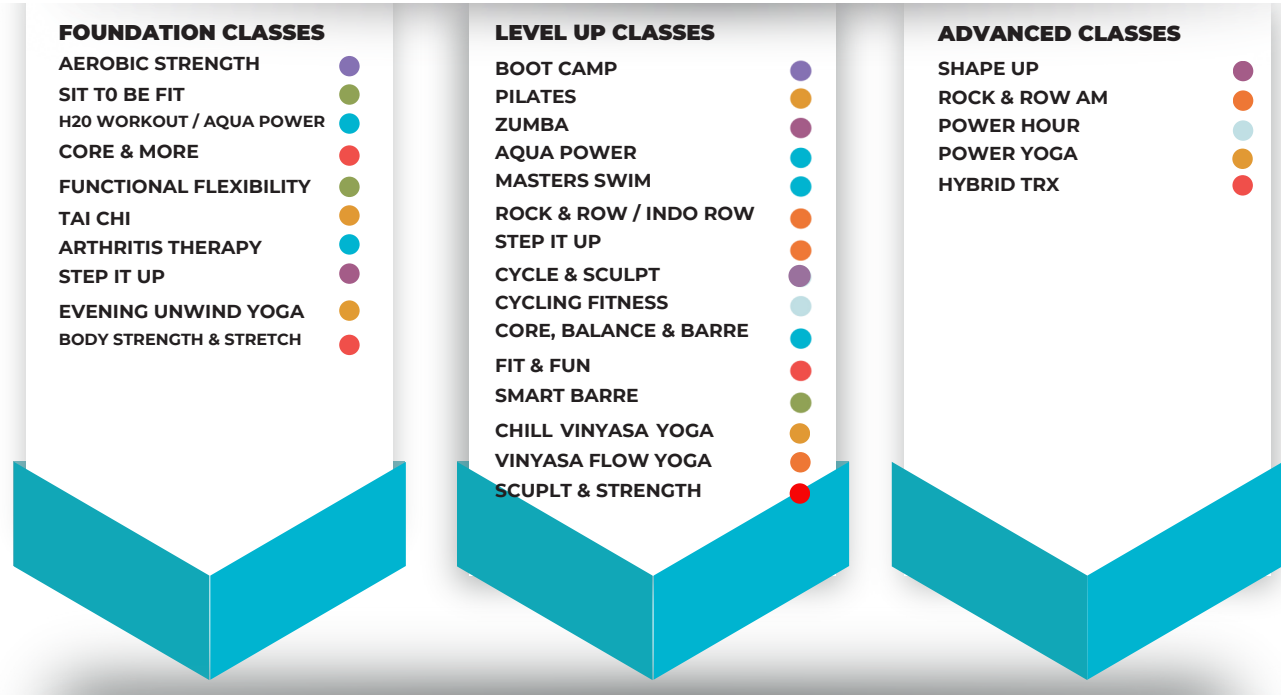 FOUNDATION CLASSES
AEROBIC STRENGTH
SIT T0 BE FIT
H20 WORKOUT / AQUA POWER
CORE & MORE
FUNCTIONAL FLEXIBILITY
TAI CHI
ARTHRITIS THERAPY
STEP IT UP
EVENING UNWIND YOGA
BODY STRENGTH & STRETCH
LEVEL UP CLASSES
BOOT CAMP
PILATES
ZUMBA
AQUA POWER
MASTERS SWIM
ROCK & ROW / INDO ROW
STEP IT UP
CYCLE & SCULPT
CYCLING FITNESS
CORE, BALANCE & BARRE
FIT & FUN
SMART BARRE
CHILL VINYASA YOGA
VINYASA FLOW YOGA
SCUPLT & STRENGTH
ADVANCED CLASSES
SHAPE UP
ROCK & ROW AM
POWER HOUR
POWER YOGA
HYBRID TRX